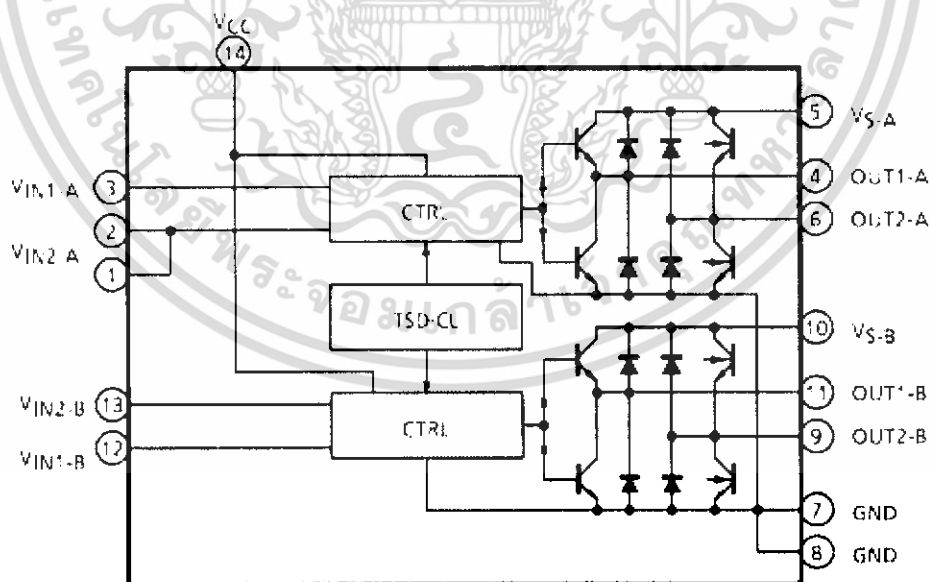 VCC
14
5 VS-A
VIN1-A 3
4 OUT1-A
CTRL
2
6 OUT2-A
VIN2-A
1
TSD·CL
10 VS-B
VIN2-B 13
11 OUT1-B
CTRL
9 OUT2-B
VIN1-B 12
7 GND
8 GND